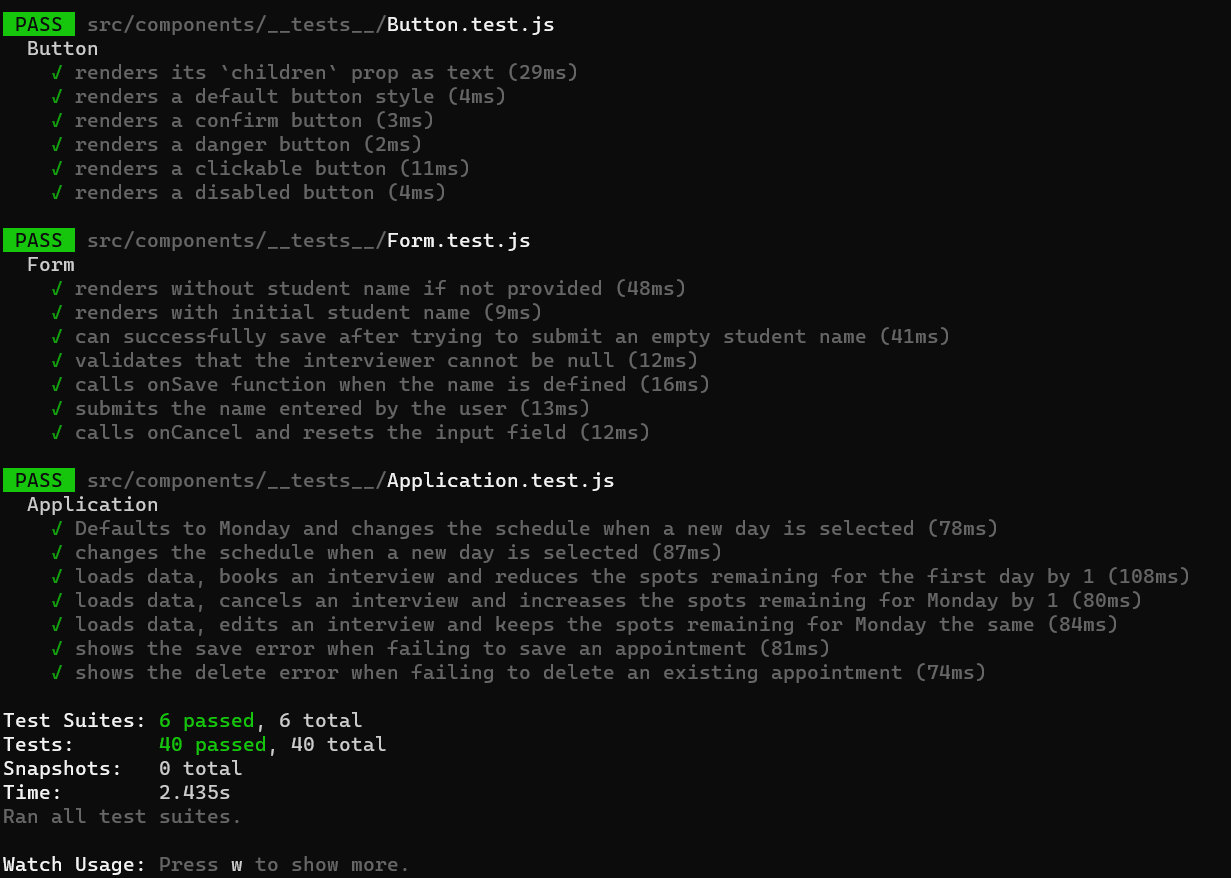 PASS src/components/__tests__/Button.test.js
Button
√ renders its `children` prop as text (29ms)
√ renders a default button style (4ms)
√ renders a confirm button (3ms)
√ renders a danger button (2ms)
√ renders a clickable button (11ms)
√ renders a disabled button (4ms)
PASS src/components/__tests__/Form.test.js
Form
√ renders without student name if not provided (48ms)
√ renders with initial student name (9ms)
√ can successfully save after trying to submit an empty student name (41ms)
√ validates that the interviewer cannot be null (12ms)
√ calls onSave function when the name is defined (16ms)
√ submits the name entered by the user (13ms)
√ calls onCancel and resets the input field (12ms)
PASS src/components/__tests__/Application.test.js
Application
√ Defaults to Monday and changes the schedule when a new day is selected (78ms)
√ changes the schedule when a new day is selected (87ms)
√ loads data, books an interview and reduces the spots remaining for the first day by 1 (108ms)
√ loads data, cancels an interview and increases the spots remaining for Monday by 1 (80ms)
√ loads data, edits an interview and keeps the spots remaining for Monday the same (84ms)
√ shows the save error when failing to save an appointment (81ms)
√ shows the delete error when failing to delete an existing appointment (74ms)
Test Suites: 6 passed, 6 total
Tests: 40 passed, 40 total
Snapshots: 0 total
Time: 2.435s
Ran all test suites.
Watch Usage: Press w to show more.